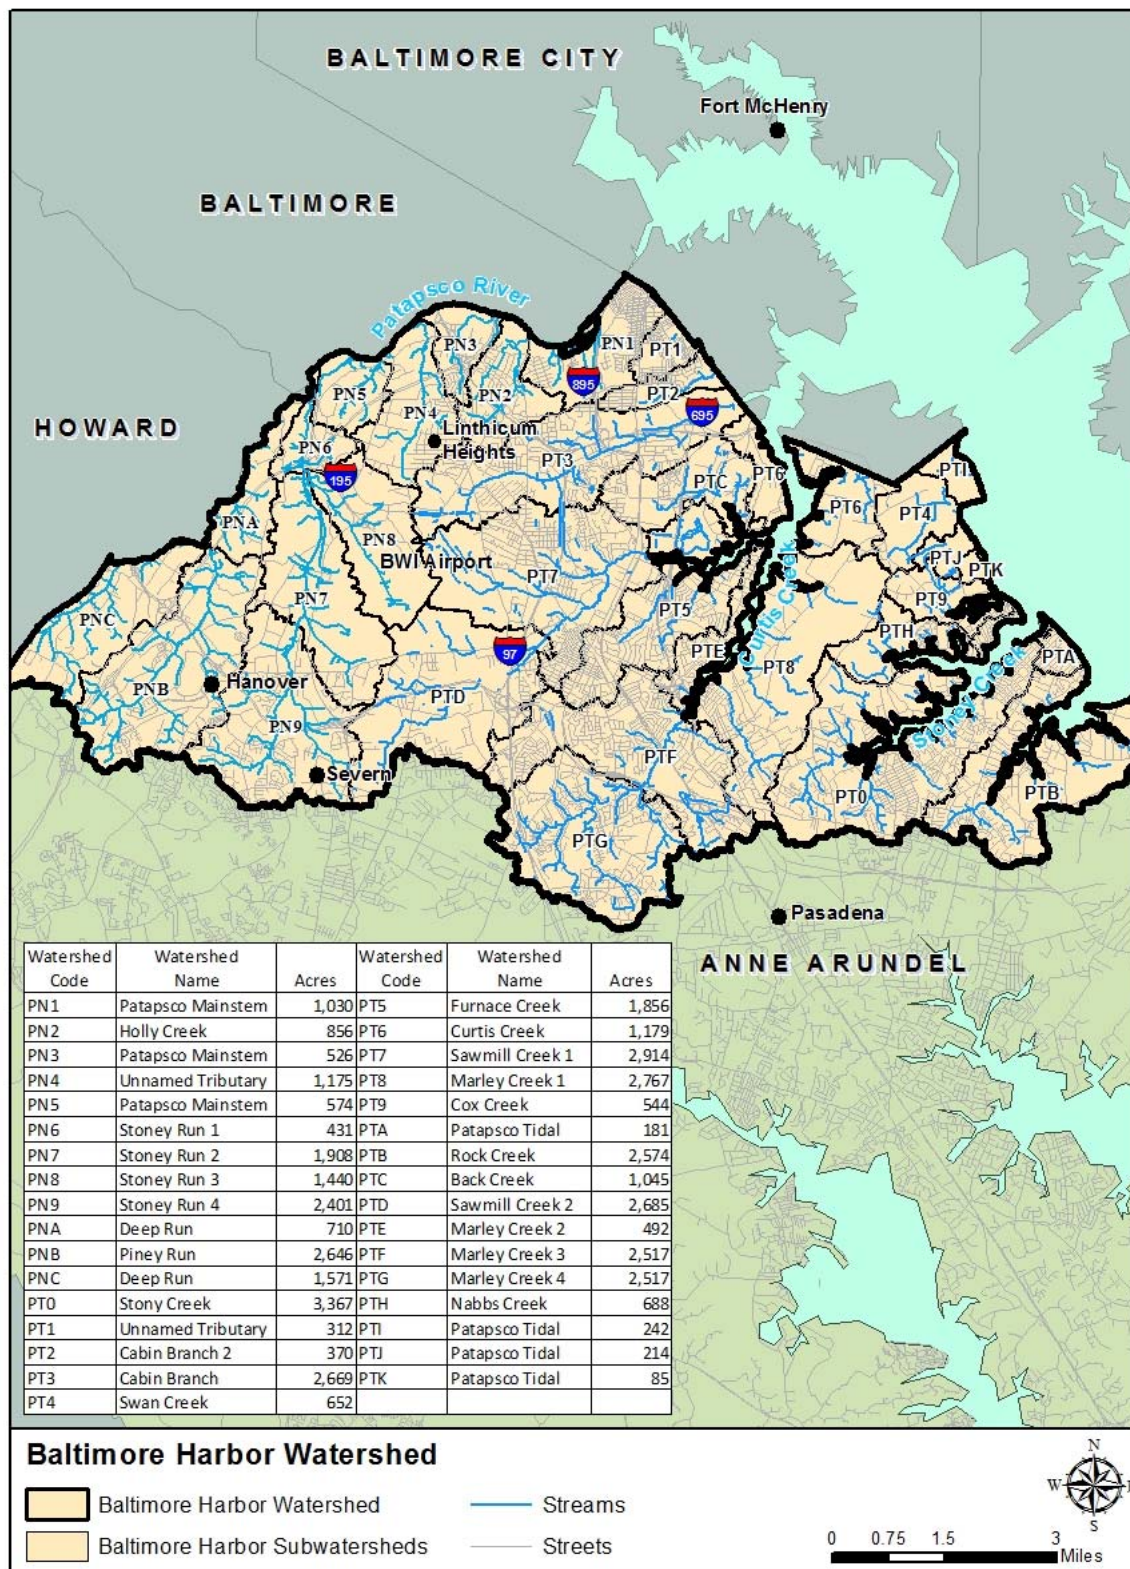 BALTIMORE CITY
Fort McHenry
BALTIMORE
Patapsco River
PN3
PN1
PT1
895
PN5
PN2
PT2
695
PN4
HOWARD
Linthicum
Heights
PN6
PT3
PTI
195
PTC
PT6
PT6
PT4
PNA
PN8
BWI Airport
PTJ
PTK
PT7
PN7
PT9
PT5
PNC
Curtis Creek
PTH
97
PTE
PTA
PT8
Hanover
PNB
PTD
Stoney Creek
PN9
PTF
Severn
PT0
PTB
PTG
Pasadena
ANNE ARUNDEL
Watershed Watershed Watershed Watershed
Code Name Acres Code Name Acres
PN1 Patapsco Mainstem 1,030 PT5 Furnace Creek 1,856
PN2 Holly Creek 856 PT6 Curtis Creek 1,179
PN3 Patapsco Mainstem 526 PT7 Sawmill Creek 1 2,914
PN4 Unnamed Tributary 1,175 PT8 Marley Creek 1 2,767
PN5 Patapsco Mainstem 574 PT9 Cox Creek 544
PN6 Stoney Run 1 431 PTA Patapsco Tidal 181
PN7 Stoney Run 2 1,908 PTB Rock Creek 2,574
PN8 Stoney Run 3 1,440 PTC Back Creek 1,045
PN9 Stoney Run 4 2,401 PTD Sawmill Creek 2 2,685
PNA Deep Run 710 PTE Marley Creek 2 492
PNB Piney Run 2,646 PTF Marley Creek 3 2,517
PNC Deep Run 1,571 PTG Marley Creek 4 2,517
PT0 Stony Creek 3,367 PTH Nabbs Creek 688
PT1 Unnamed Tributary 312 PTI Patapsco Tidal 242
PT2 Cabin Branch 2 370 PTJ Patapsco Tidal 214
PT3 Cabin Branch 2,669 PTK Patapsco Tidal 85
PT4 Swan Creek 652
Baltimore Harbor Watershed
Baltimore Harbor Watershed
Streams
Baltimore Harbor Subwatersheds
Streets
N
W
S
0 0.75 1.5 3
Miles